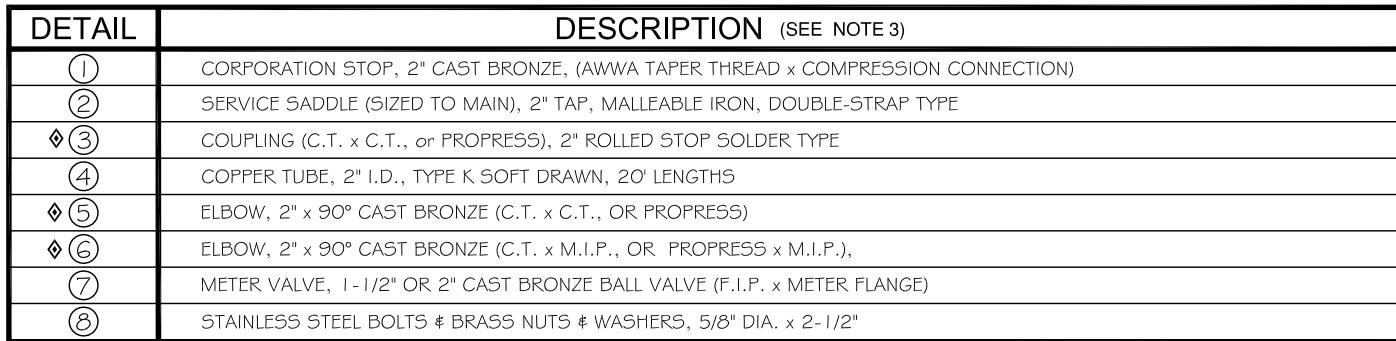 DETAIL DESCRIPTION (SEE NOTE 3)
1 CORPORATION STOP, 2" CAST BRONZE, (AWWA TAPER THREAD x COMPRESSION CONNECTION)
2 SERVICE SADDLE (SIZED TO MAIN), 2" TAP, MALLEABLE IRON, DOUBLE-STRAP TYPE
3 COUPLING (C.T. x C.T., or PROPRESS), 2" ROLLED STOP SOLDER TYPE
4 COPPER TUBE, 2" I.D., TYPE K SOFT DRAWN, 20' LENGTHS
5 ELBOW, 2" x 90° CAST BRONZE (C.T. x C.T., OR PROPRESS)
6 ELBOW, 2" x 90° CAST BRONZE (C.T. x M.I.P., OR PROPRESS x M.I.P.),
7 METER VALVE, 1-1/2" OR 2" CAST BRONZE BALL VALVE (F.I.P. x METER FLANGE)
8 STAINLESS STEEL BOLTS & BRASS NUTS & WASHERS, 5/8" DIA. x 2-1/2"